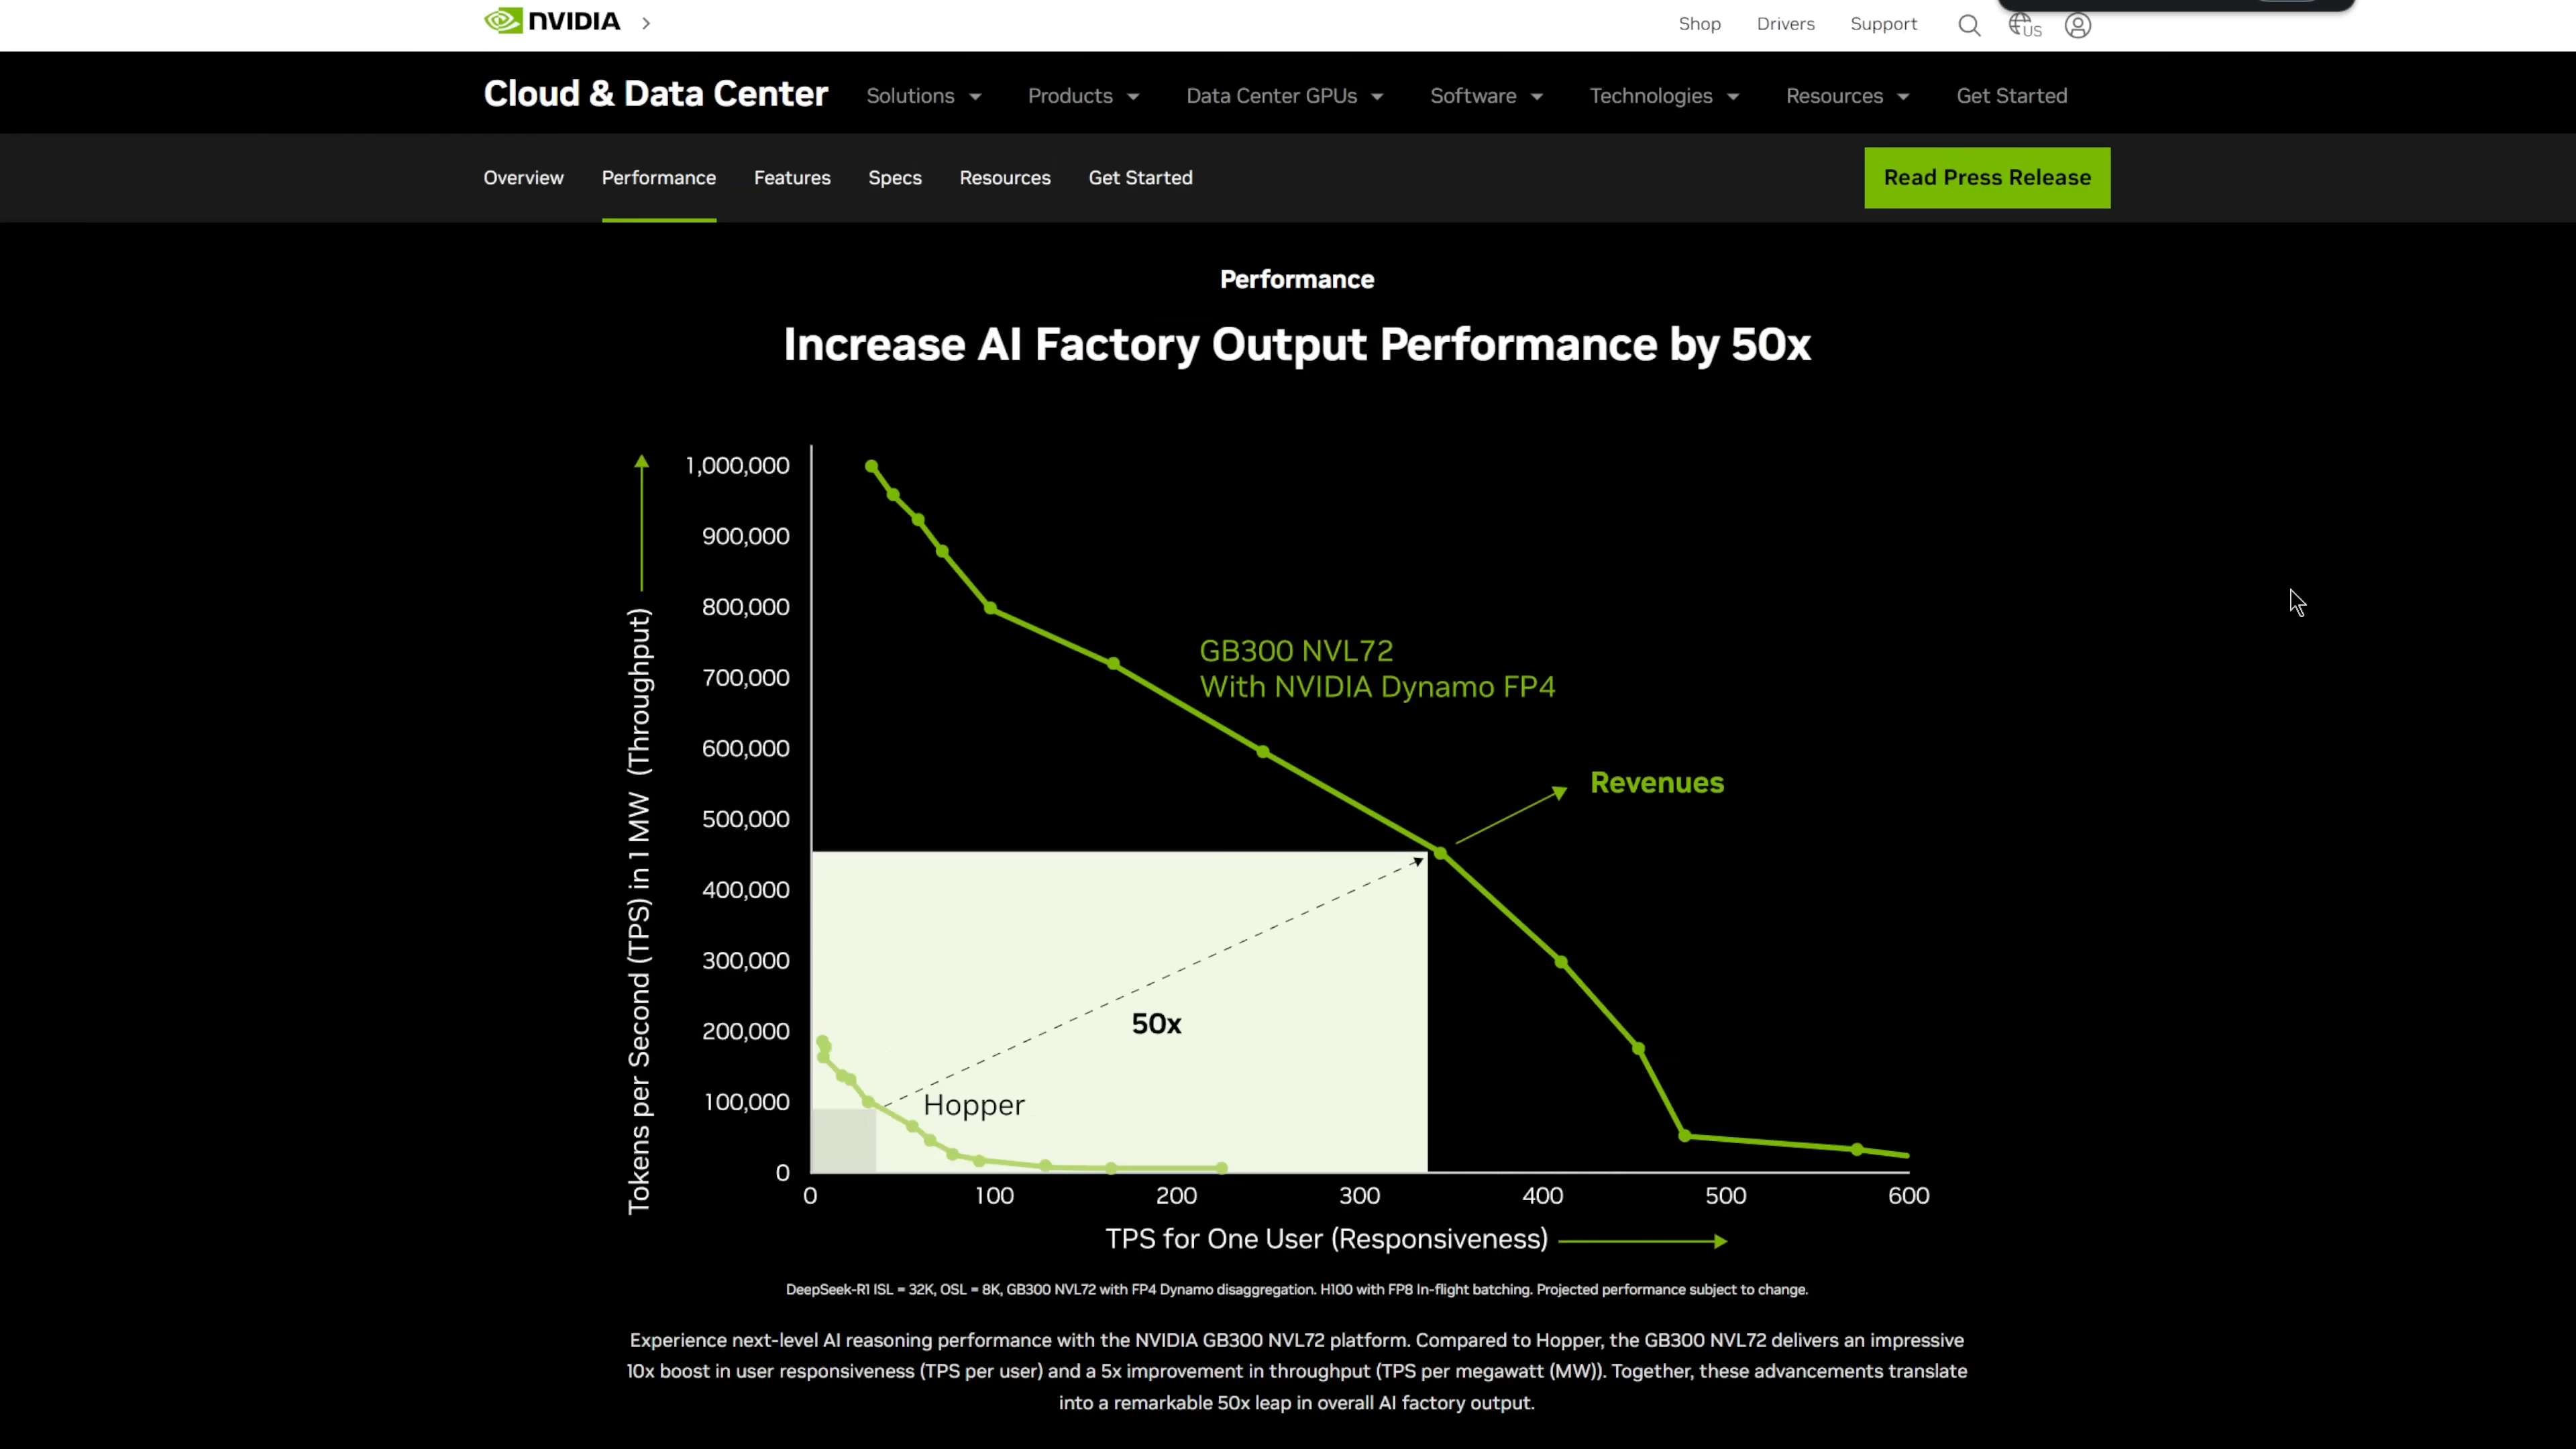 NVIDIA
Shop Drivers Support US
Cloud & Data Center Solutions Products Data Center GPUs Software Technologies Resources Get Started
Overview Performance Features Specs Resources Get Started Read Press Release
Performance
Increase AI Factory Output Performance by 50x
Tokens per Second (TPS) in 1 MW (Throughput)
1,000,000
900,000
800,000
700,000
600,000
500,000
400,000
300,000
200,000
100,000
0
GB300 NVL72
With NVIDIA Dynamo FP4
Revenues
50x
Hopper
0 100 200 300 400 500 600
TPS for One User (Responsiveness)
DeepSeek-R1 ISL = 32K, OSL = 8K, GB300 NVL72 with FP4 Dynamo disaggregation. H100 with FP8 In-flight batching. Projected performance subject to change.
Experience next-level AI reasoning performance with the NVIDIA GB300 NVL72 platform. Compared to Hopper, the GB300 NVL72 delivers an impressive
10x boost in user responsiveness (TPS per user) and a 5x improvement in throughput (TPS per megawatt (MW)). Together, these advancements translate
into a remarkable 50x leap in overall AI factory output.